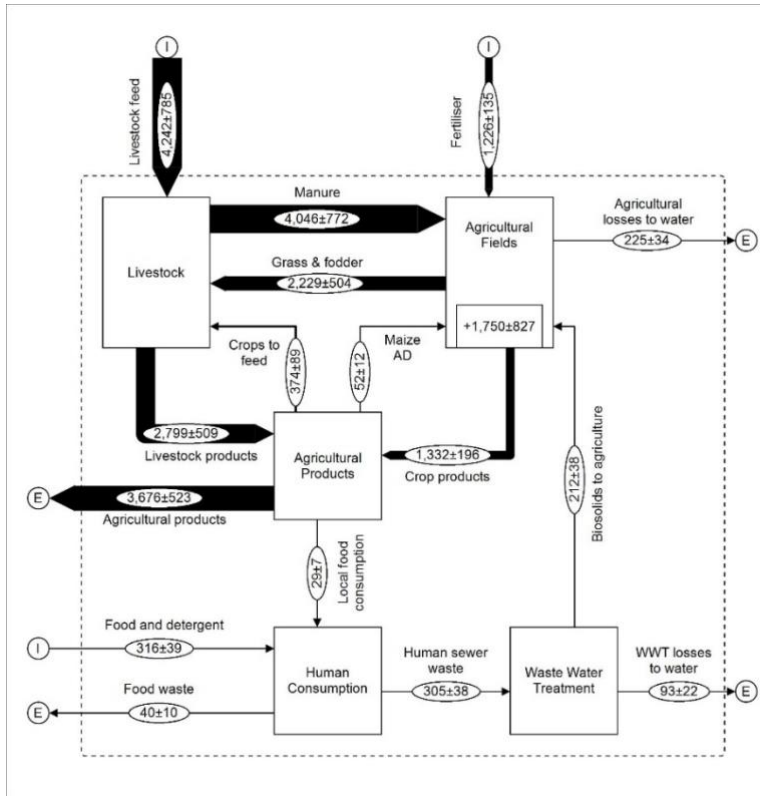 I
I
Livestock feed
4,242±785
Fertiliser
1,226±135
Manure
4,046±772
Agricultural
losses to water
225±34
E
Livestock
Agricultural
Fields
Grass & fodder
2,229±504
+1,750±827
Crops to
feed
374±89
Maize
AD
52±12
2,799±509
Livestock products
Agricultural
Products
1,332±196
Crop products
Biosolids to agriculture
212±38
E
3,676±523
Agricultural products
29±7
Local food
consumption
Food and detergent
I
316±39
Human
Consumption
Human sewer
waste
305±38
Waste Water
Treatment
WWT losses
to water
93±22
E
Food waste
E
40±10